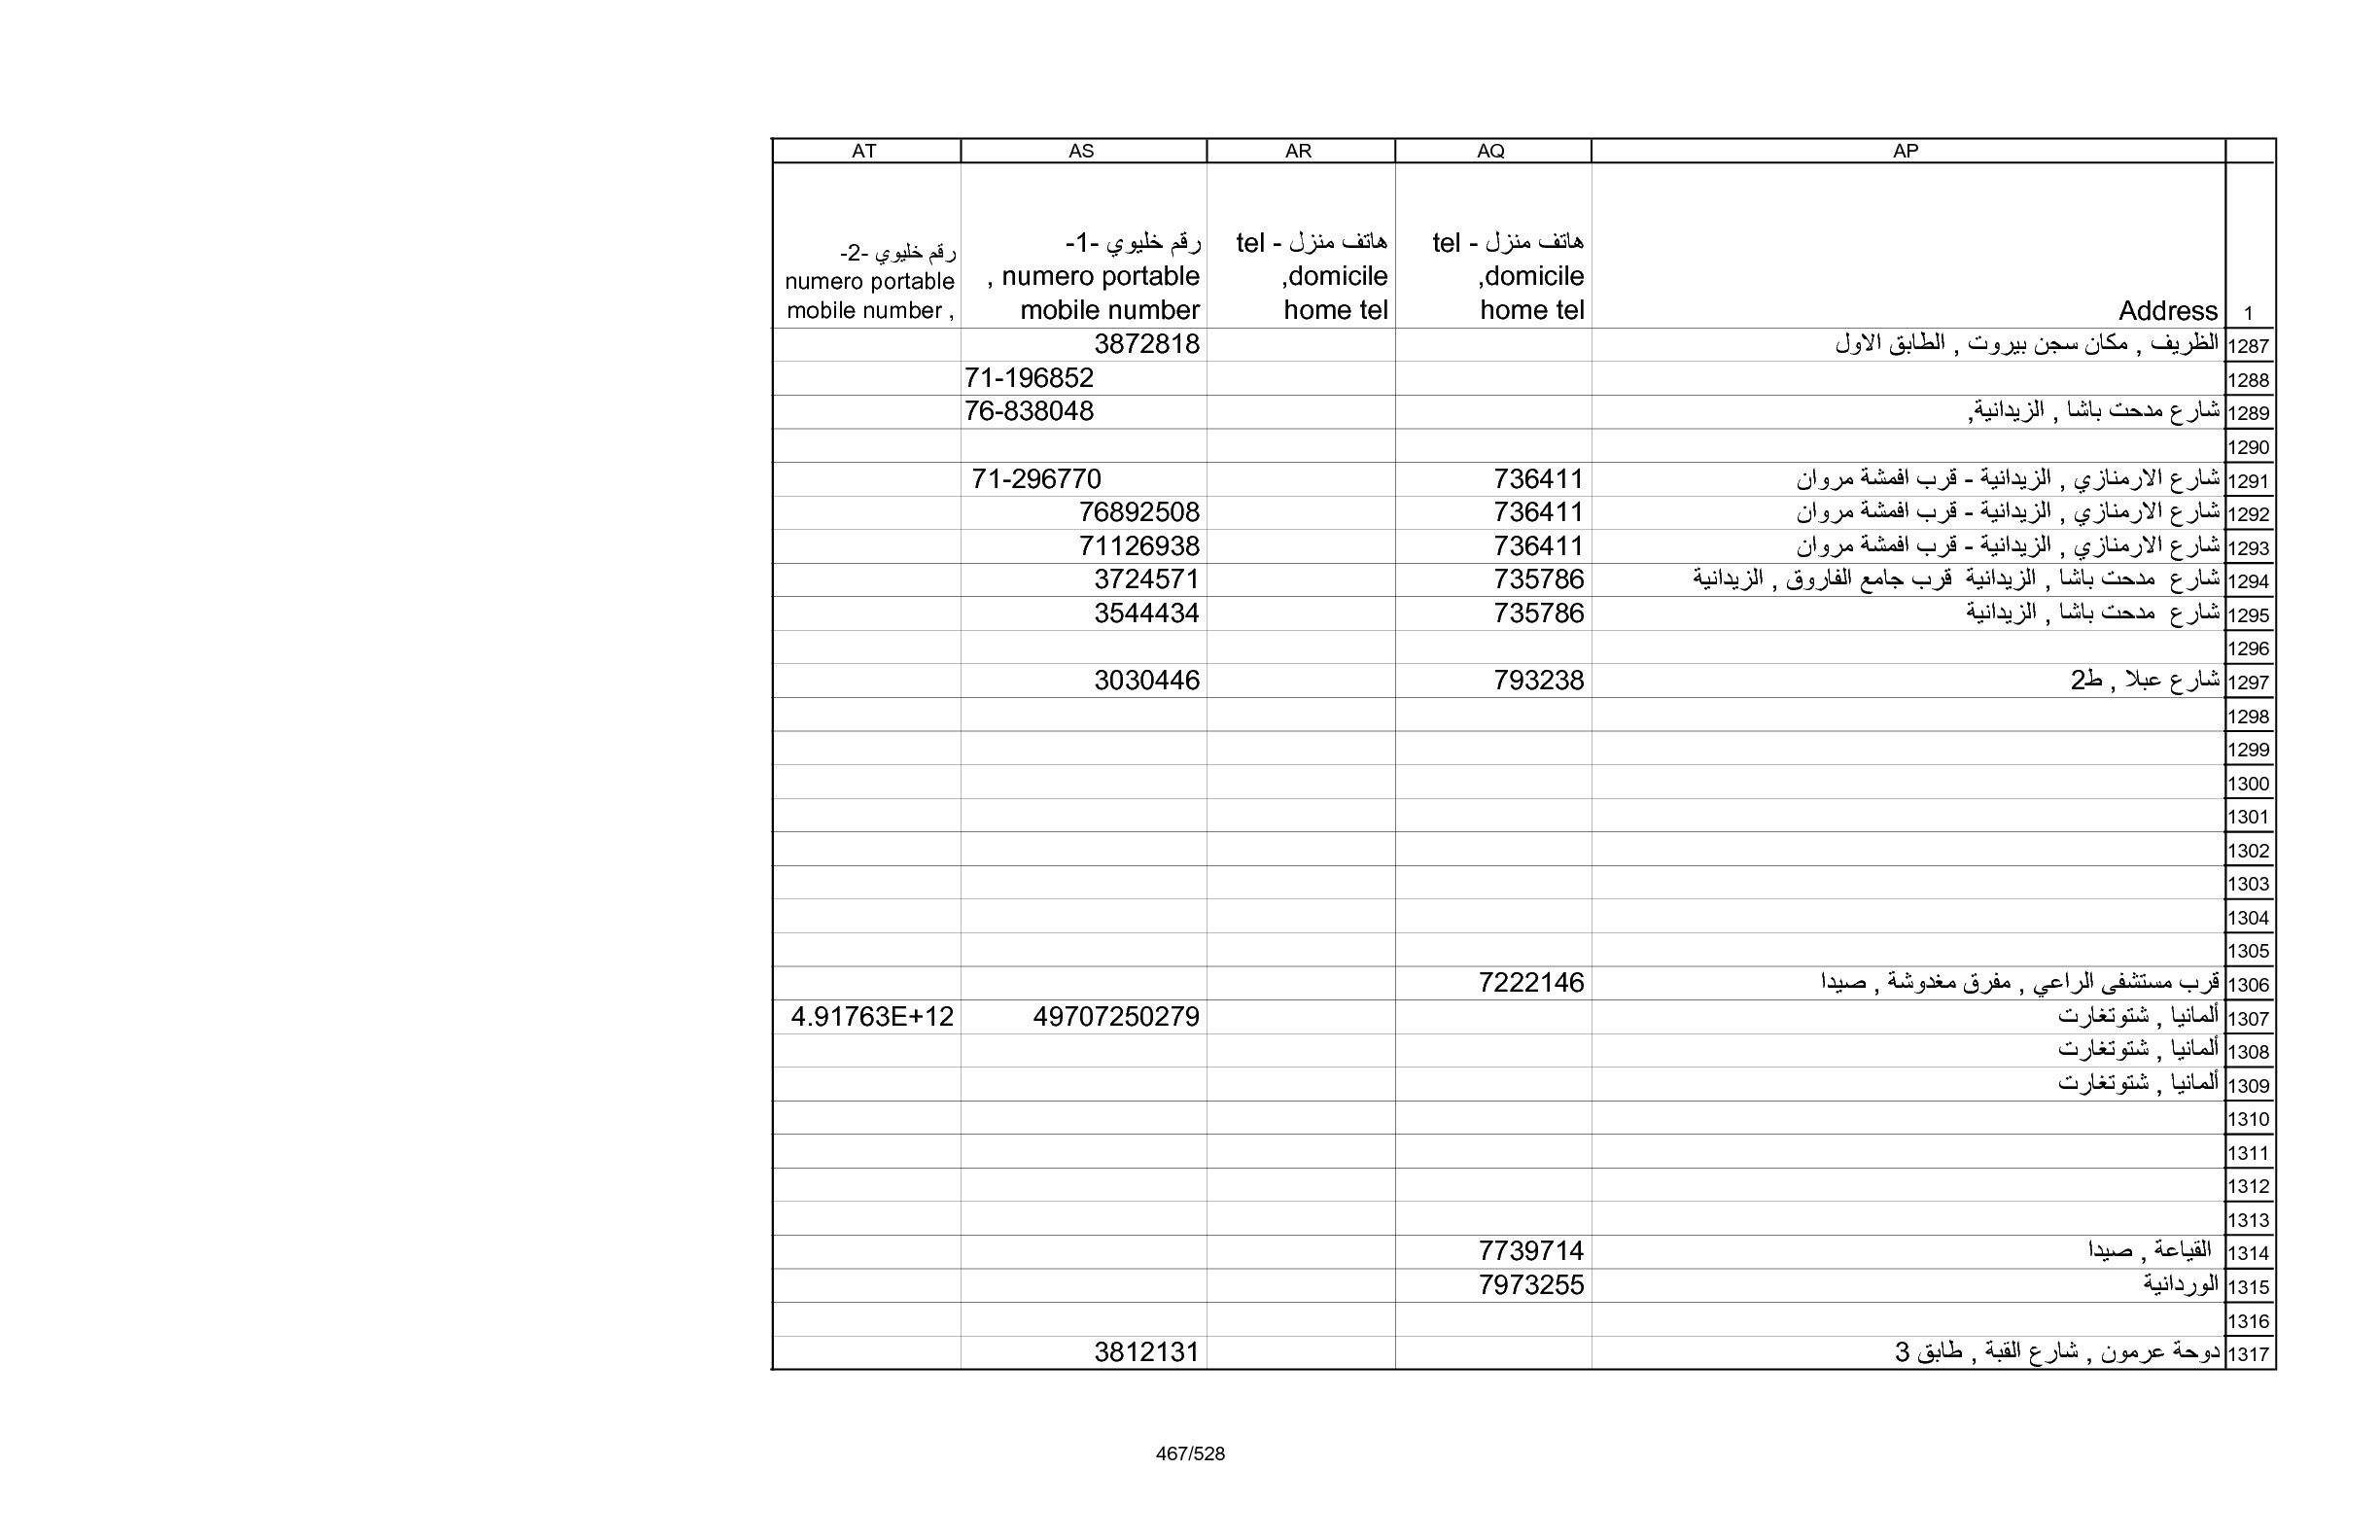 AP AQ AR AS AT
1 Address هاتف منزل - tel domicile, home tel هاتف منزل - tel domicile, home tel رقم خليوي -1- numero portable , mobile number رقم خليوي -2- numero portable mobile number ,
1287 الظريف , مكان سجن بيروت , الطابق الاول 3872818
1288 71-196852
1289 شارع مدحت باشا , الزيدانية, 76-838048
1290
1291 شارع الارمنازي , الزيدانية - قرب اقمشة مروان 736411 71-296770
1292 شارع الارمنازي , الزيدانية - قرب اقمشة مروان 736411 76892508
1293 شارع الارمنازي , الزيدانية - قرب اقمشة مروان 736411 71126938
1294 شارع مدحت باشا , الزيدانية قرب جامع الفاروق , الزيدانية 735786 3724571
1295 شارع مدحت باشا , الزيدانية 735786 3544434
1296
1297 شارع عبلا , ط2 793238 3030446
1298
1299
1300
1301
1302
1303
1304
1305
1306 قرب مستشفى الراعي , مفرق مغدوشة , صيدا 7222146
1307 ألمانيا , شتوتغارت 49707250279 4.91763E+12
1308 ألمانيا , شتوتغارت
1309 ألمانيا , شتوتغارت
1310
1311
1312
1313
1314 القياعة , صيدا 7739714
1315 الوردانية 7973255
1316
1317 دوحة عرمون , شارع القبة , طابق 3 3812131
467/528